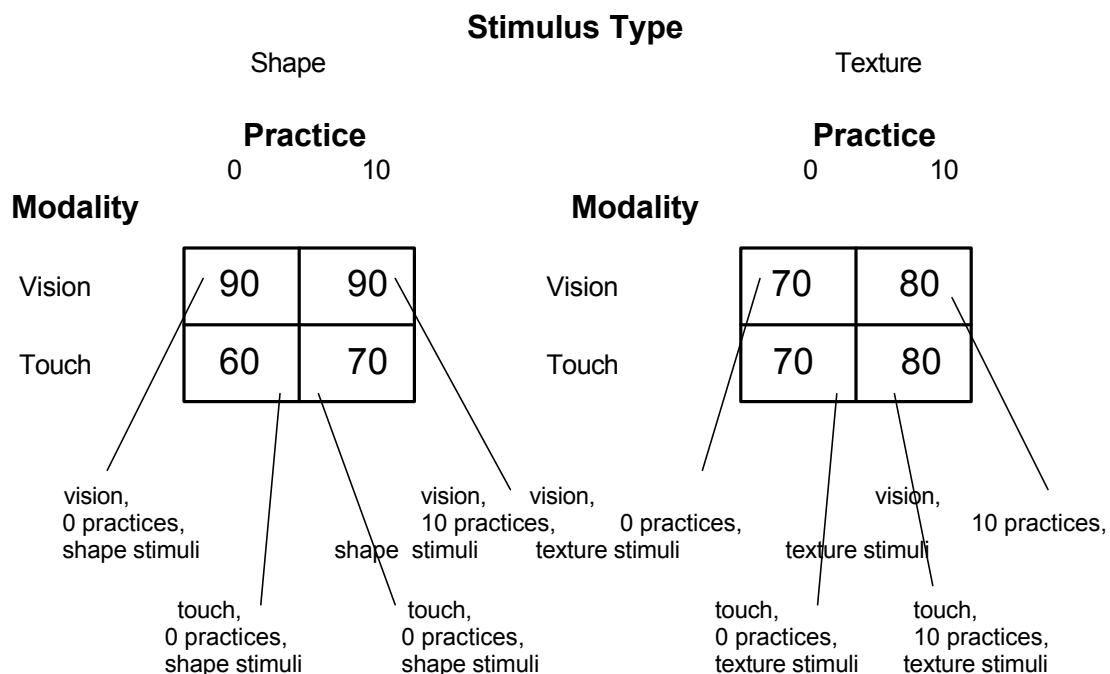 Stimulus Type
Shape Texture
Practice Practice
0 10 0 10
Modality Modality
Vision 90 90 Vision 70 80
Touch 60 70 Touch 70 80
vision, vision, vision, vision,
0 practices, 10 practices, 0 practices, 10 practices,
shape stimuli shape stimuli texture stimuli texture stimuli
touch, touch, touch, touch,
0 practices, 0 practices, 0 practices, 10 practices,
shape stimuli shape stimuli texture stimuli texture stimuli